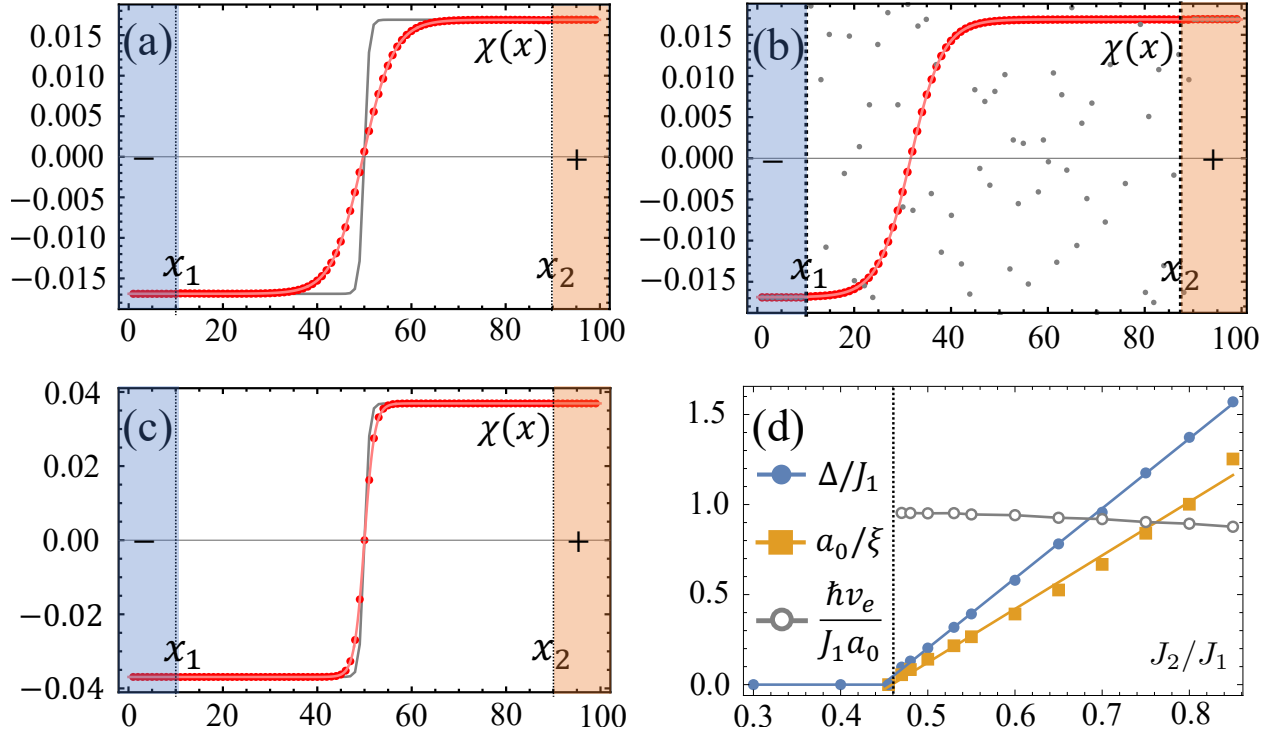 (a)
χ(x)
0.015
0.010
0.005
0.000
−0.005
−0.010
−0.015
−
+
x₁
x₂
0 20 40 60 80 100
(b)
χ(x)
0.015
0.010
0.005
0.000
−0.005
−0.010
−0.015
−
+
x₁
x₂
0 20 40 60 80 100
(c)
χ(x)
0.04
0.02
0.00
−0.02
−0.04
−
+
x₁
x₂
0 20 40 60 80 100
(d)
1.5
1.0
0.5
0.0
Δ/J₁
a₀/ξ
ħvₑ/J₁a₀
J₂/J₁
0.3 0.4 0.5 0.6 0.7 0.8